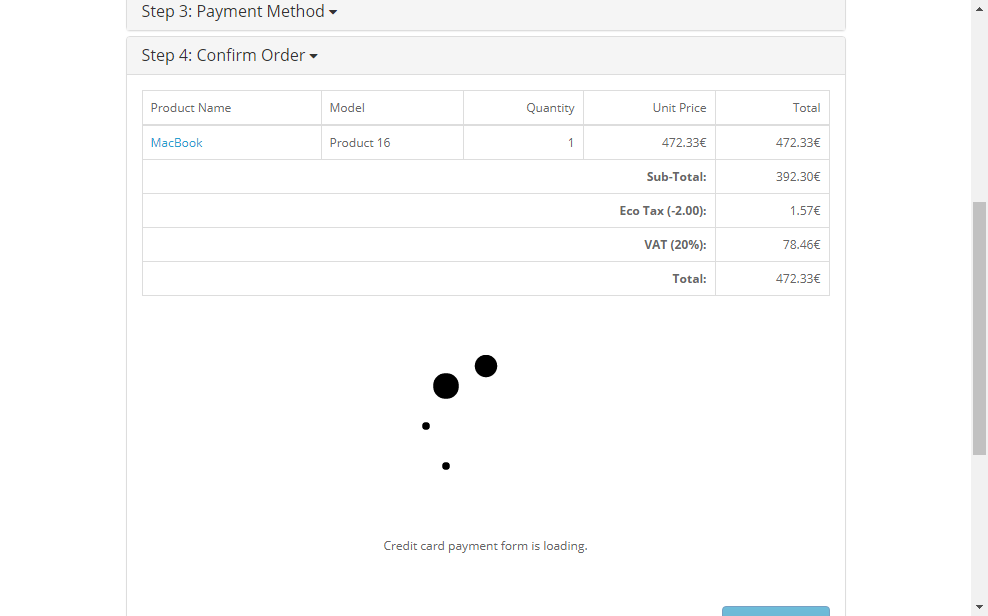 Step 3: Payment Method
Step 4: Confirm Order
Product Name Model Quantity Unit Price Total
MacBook Product 16 1 472.33€ 472.33€
Sub-Total: 392.30€
Eco Tax (-2.00): 1.57€
VAT (20%): 78.46€
Total: 472.33€
Credit card payment form is loading.